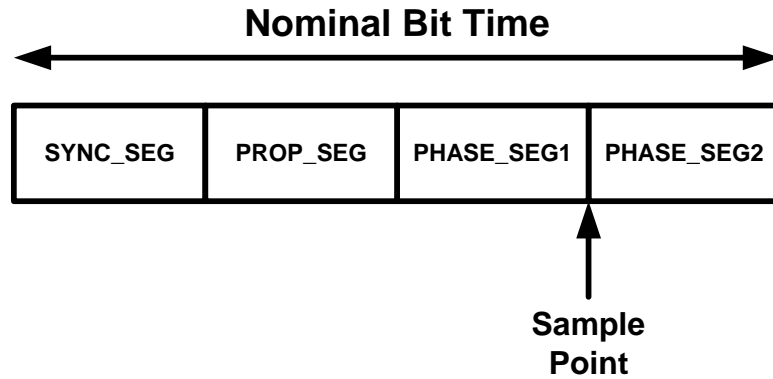 Nominal Bit Time
SYNC_SEG PROP_SEG PHASE_SEG1 PHASE_SEG2
Sample
Point